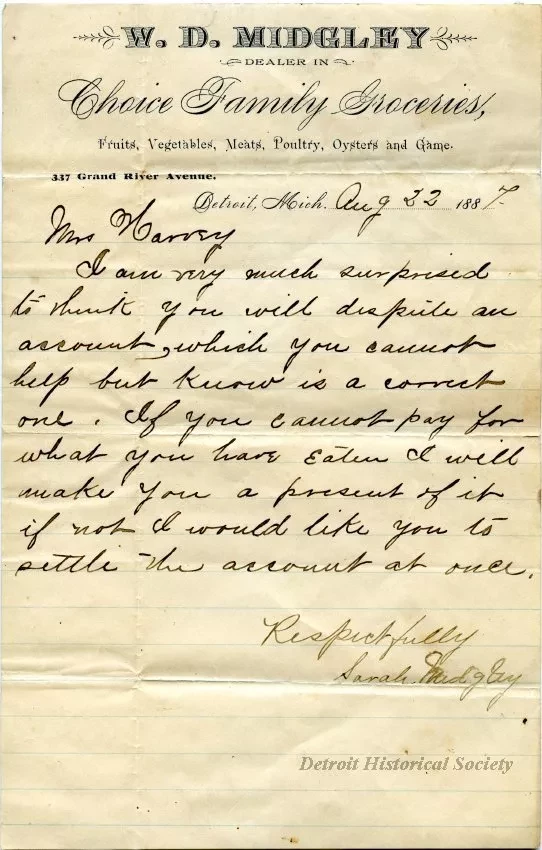 W. D. MIDGLEY
DEALER IN
Choice Family Groceries,
Fruits, Vegetables, Meats, Poultry, Oysters and Game.
337 Grand River Avenue.
Detroit, Mich. Aug 22 1887.
Mrs Harvey
I am very much surprised
to think you will dispute an
account, which you cannot
help but know is a correct
one. If you cannot pay for
what you have Eaten I will
make you a present of it
if not I would like you to
settle the account at once.
Respectfully
Sarah Midgley
Detroit Historical Society